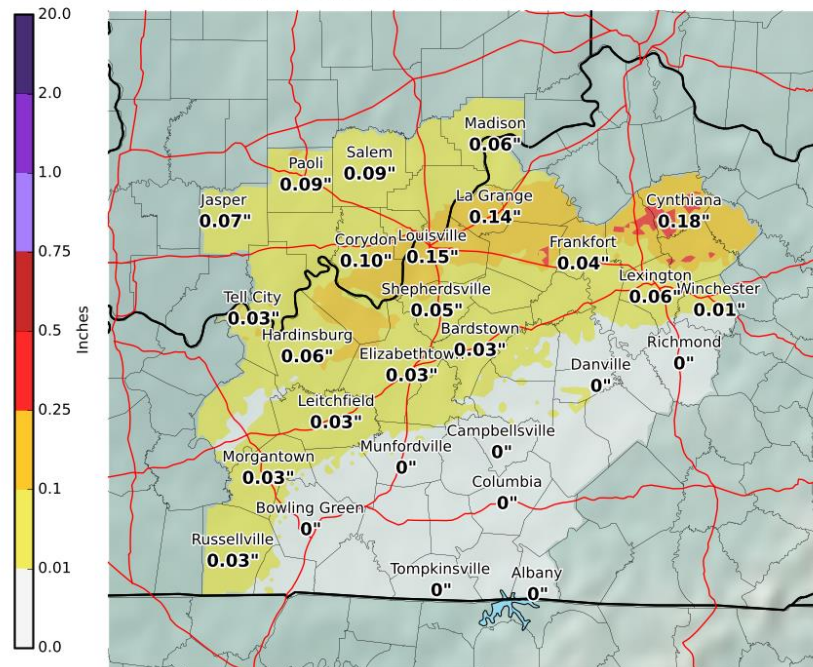 20.0
2.0
1.0
0.75
0.5
0.25
0.1
0.01
0.0
Inches
Madison
0.06"
Salem
0.09"
Paoli
0.09"
Jasper
0.07"
La Grange
0.14"
Cynthiana
0.18"
Corydon
0.10"
Louisville
0.15"
Frankfort
0.04"
Tell City
0.03"
Shepherdsville
0.05"
Lexington
0.06"
Winchester
0.01"
Hardinsburg
0.06"
Bardstown
0.03"
Richmond
0"
Elizabethtow
0.03"
Danville
0"
Leitchfield
0.03"
Campbellsville
0"
Munfordville
0"
Morgantown
0.03"
Columbia
0"
Bowling Green
0"
Russellville
0.03"
Tompkinsville
0"
Albany
0"